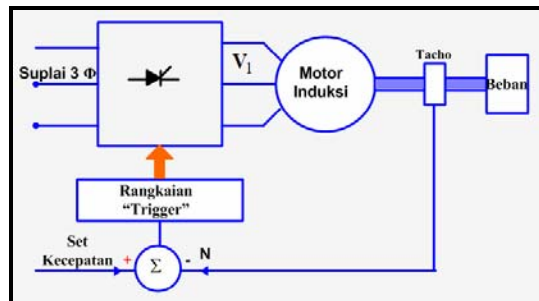 Suplai 3 Φ
V1
Motor
Induksi
Tacho
Beban
Rangkaian
“Trigger”
Set
Kecepatan
+
Σ
- N